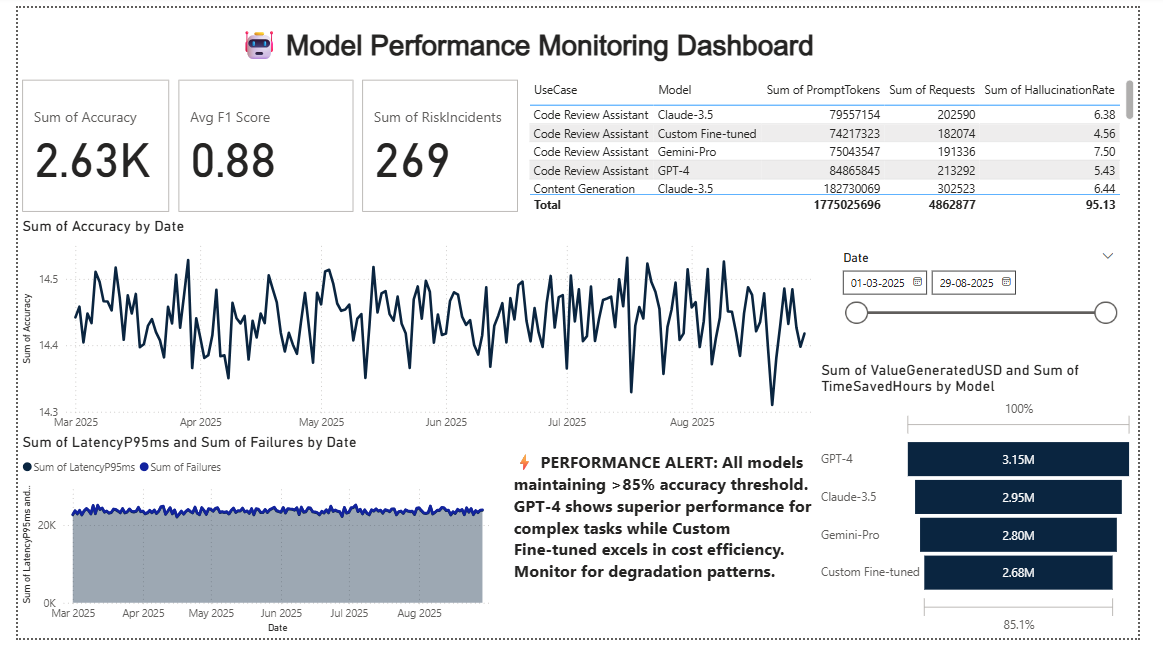 Model Performance Monitoring Dashboard
Sum of Accuracy
2.63K
Avg F1 Score
0.88
Sum of RiskIncidents
269
UseCase Model Sum of PromptTokens Sum of Requests Sum of HallucinationRate
Code Review Assistant Claude-3.5 79557154 202590 6.38
Code Review Assistant Custom Fine-tuned 74217323 182074 4.56
Code Review Assistant Gemini-Pro 75043547 191336 7.50
Code Review Assistant GPT-4 84865845 213292 5.43
Content Generation Claude-3.5 182730069 302523 6.44
Total 1775025696 4862877 95.13
Sum of Accuracy by Date
Sum of Accuracy
14.5
14.4
14.3
Mar 2025 Apr 2025 May 2025 Jun 2025 Jul 2025 Aug 2025
Date
01-03-2025 29-08-2025
Sum of LatencyP95ms and Sum of Failures by Date
Sum of LatencyP95ms Sum of Failures
Sum of LatencyP95ms and...
20K
0K
Mar 2025 Apr 2025 May 2025 Jun 2025 Jul 2025 Aug 2025
Date
PERFORMANCE ALERT: All models
maintaining >85% accuracy threshold.
GPT-4 shows superior performance for
complex tasks while Custom
Fine-tuned excels in cost efficiency.
Monitor for degradation patterns.
Sum of ValueGeneratedUSD and Sum of
TimeSavedHours by Model
100%
GPT-4 3.15M
Claude-3.5 2.95M
Gemini-Pro 2.80M
Custom Fine-tuned 2.68M
85.1%